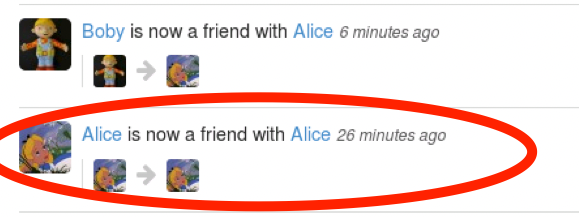 Boby is now a friend with Alice 6 minutes ago
Alice is now a friend with Alice 26 minutes ago